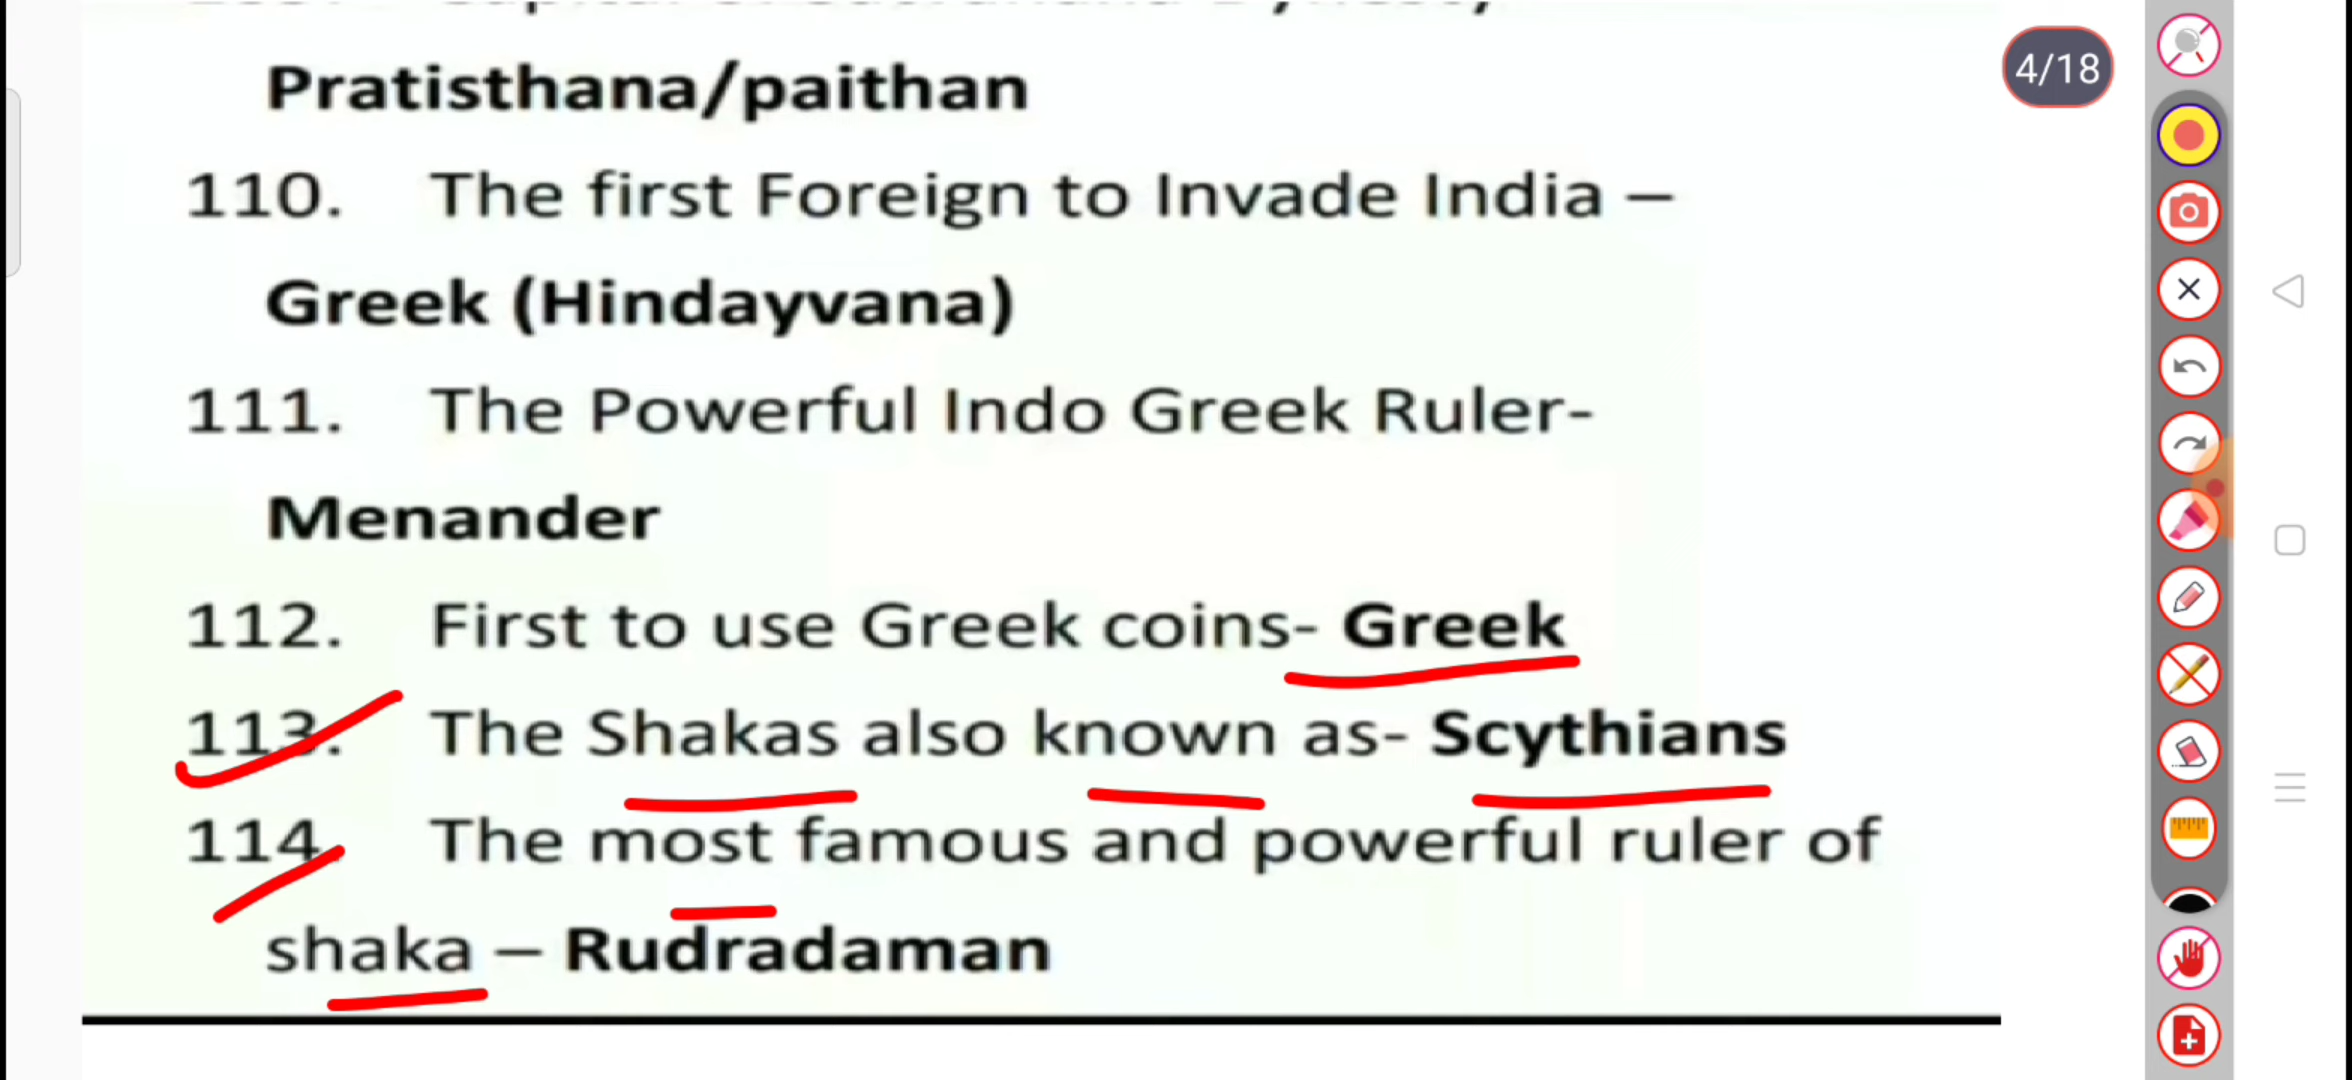 Pratisthana/paithan
4/18
110. The first Foreign to Invade India –
Greek (Hindayvana)
111. The Powerful Indo Greek Ruler-
Menander
112. First to use Greek coins- Greek
113. The Shakas also known as- Scythians
114. The most famous and powerful ruler of
shaka – Rudradaman